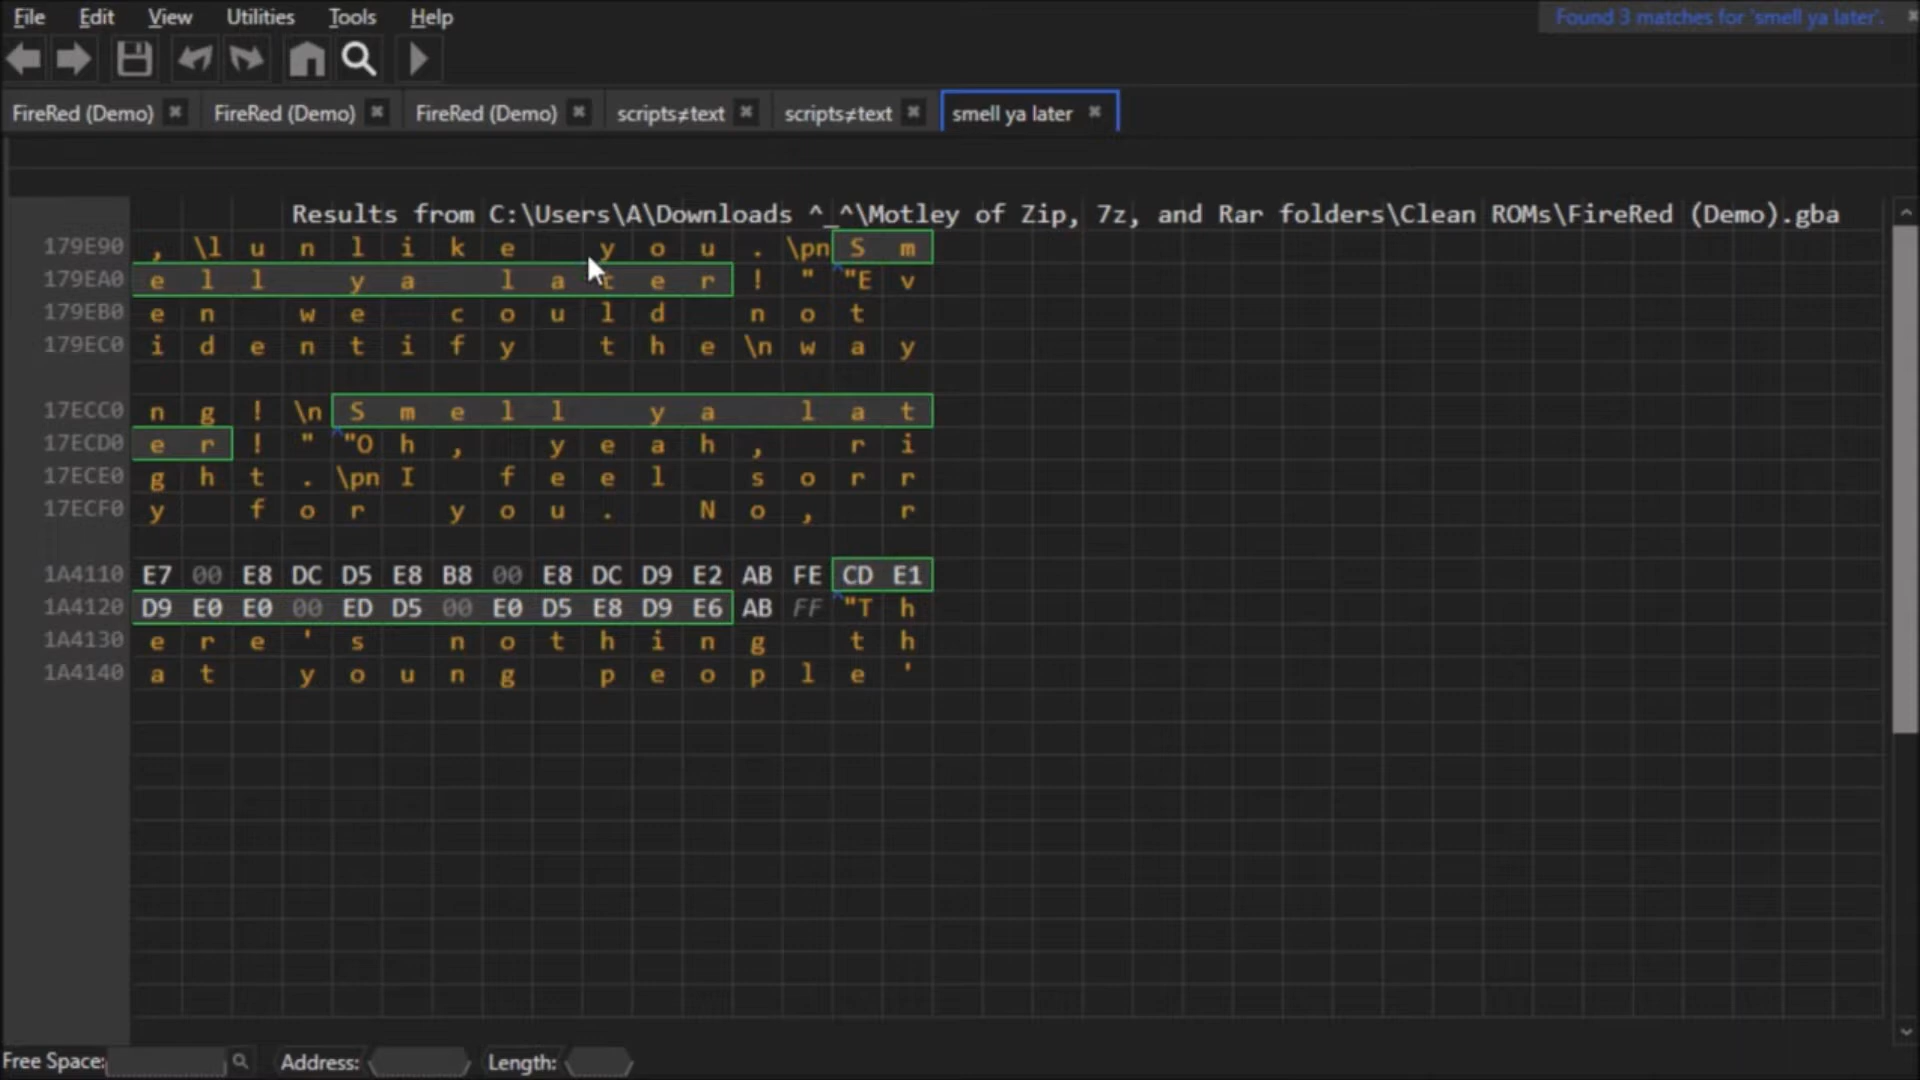 File Edit View Utilities Tools Help
Found 3 matches for 'smell ya later'.
FireRed (Demo) FireRed (Demo) FireRed (Demo) scripts≠text scripts≠text smell ya later
Results from C:\Users\A\Downloads ^_^\Motley of Zip, 7z, and Rar folders\Clean ROMs\FireRed (Demo).gba
179E90 , \l u n l i k e y o u . \pn S m
179EA0 e l l y a l a t e r ! " "E v
179EB0 e n w e c o u l d n o t
179EC0 i d e n t i f y t h e \n w a y
17ECC0 n g ! \n S m e l l y a l a t
17ECD0 e r ! " "O h , y e a h , r i
17ECE0 g h t . \pn I f e e l s o r r
17ECF0 y f o r y o u . N o , r
1A4110 E7 00 E8 DC D5 E8 B8 00 E8 DC D9 E2 AB FE CD E1
1A4120 D9 E0 E0 00 ED D5 00 E0 D5 E8 D9 E6 AB FF "T h
1A4130 e r e ' s n o t h i n g t h
1A4140 a t y o u n g p e o p l e '
Free Space: Address: Length: